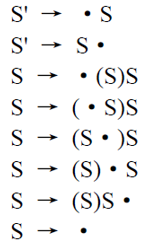 S' → • S
S' → S •
S → • (S)S
S → ( • S)S
S → (S • )S
S → (S) • S
S → (S)S •
S → •